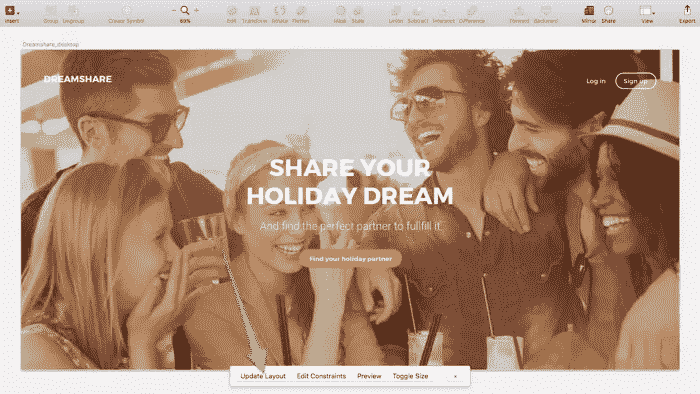 Insert Group Ungroup Create Symbol 89% Edit Transform Rotate Flatten Mask Scale Union Subtract Intersect Difference Forward Backward Mirror Share View Export
Dreamshare_desktop
DREAMSHARE
Log in Sign up
SHARE YOUR
HOLIDAY DREAM
And find the perfect partner to fullfill it.
Find your holiday partner
Update Layout Edit Constraints Preview Toggle Size